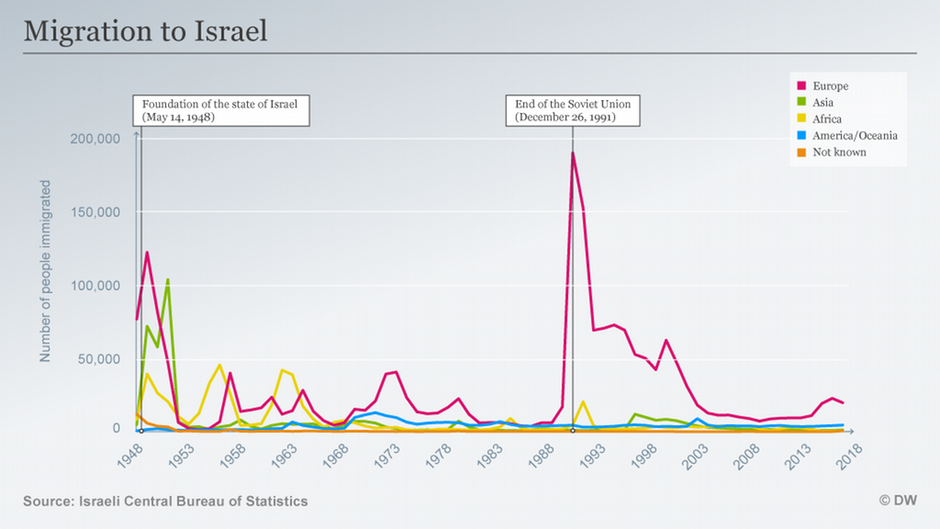 Migration to Israel
Europe
Asia
Africa
America/Oceania
Not known
Foundation of the state of Israel
(May 14, 1948)
End of the Soviet Union
(December 26, 1991)
Number of people immigrated
200,000
150,000
100,000
50,000
0
1948
1953
1958
1963
1968
1973
1978
1983
1988
1993
1998
2003
2008
2013
2018
Source: Israeli Central Bureau of Statistics
© DW